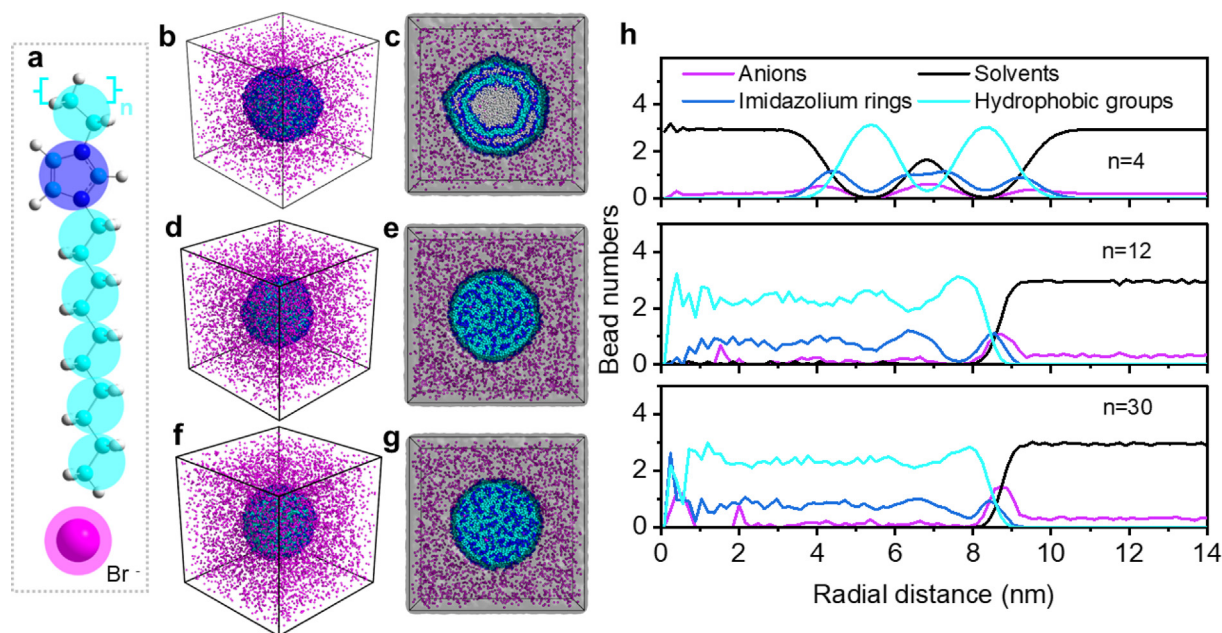 a
n
Br -
b
c
d
e
f
g
h
Anions
Solvents
Imidazolium rings
Hydrophobic groups
4
2
0
n=4
4
2
0
n=12
4
2
0
n=30
Bead numbers
0 2 4 6 8 10 12 14
Radial distance (nm)